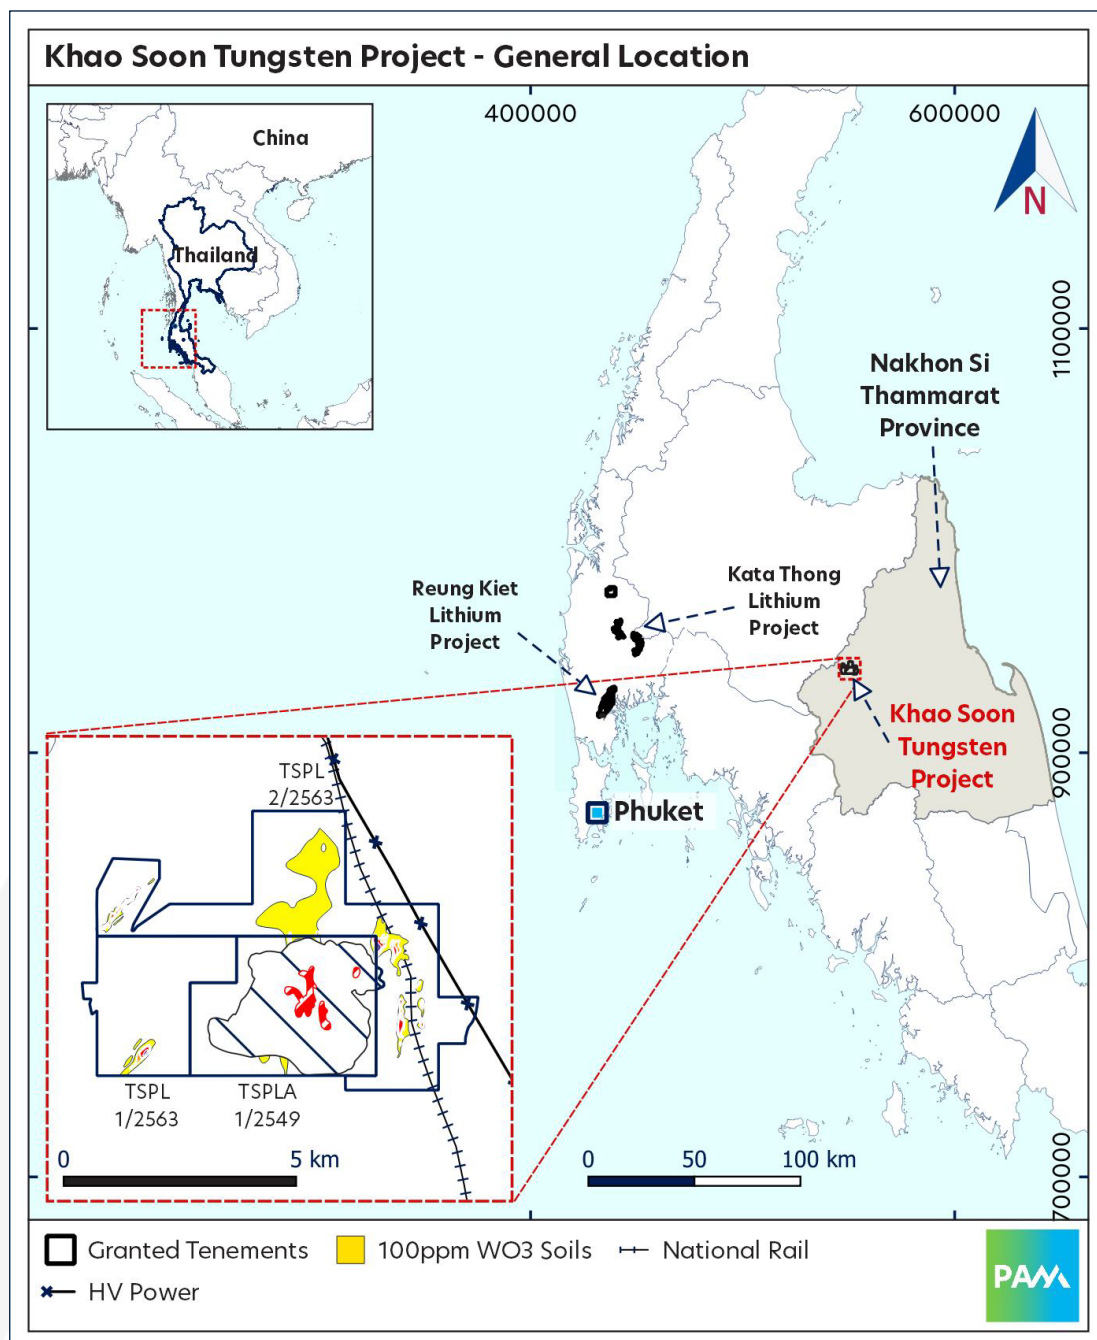 Khao Soon Tungsten Project - General Location
400000
600000
China
Thailand
N
1100000
Nakhon Si
Thammarat
Province
Reung Kiet
Lithium
Project
Kata Thong
Lithium
Project
Khao Soon
Tungsten
Project
900000
Phuket
TSPL
2/2563
TSPL
1/2563
TSPLA
1/2549
0
5 km
0
50
100 km
700000
Granted Tenements
100ppm WO3 Soils
National Rail
HV Power
PAM